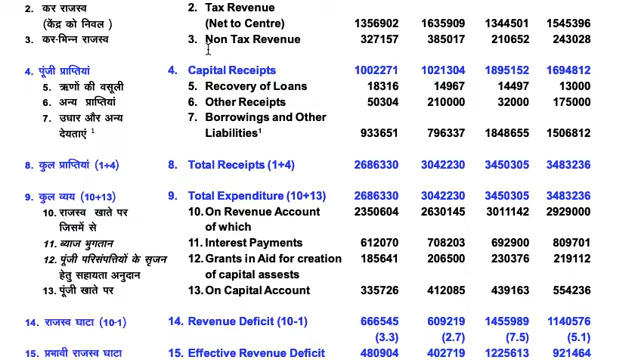 2. कर राजस्व 2. Tax Revenue
(केंद्र को निवल ) (Net to Centre) 1356902 1635909 1344501 1545396
3. कर-भिन्न राजस्व 3. Non Tax Revenue 327157 385017 210652 243028
4. पूंजी प्राप्तियां 4. Capital Receipts 1002271 1021304 1895152 1694812
5. ऋणों की वसूली 5. Recovery of Loans 18316 14967 14497 13000
6. अन्य प्राप्तियां 6. Other Receipts 50304 210000 32000 175000
7. उधार और अन्य 7. Borrowings and Other
देयताएं 1 Liabilities1 933651 796337 1848655 1506812
8. कुल प्राप्तियां (1+4) 8. Total Receipts (1+4) 2686330 3042230 3450305 3483236
9. कुल व्यय (10+13) 9. Total Expenditure (10+13) 2686330 3042230 3450305 3483236
10. राजस्व खाते पर 10. On Revenue Account 2350604 2630145 3011142 2929000
जिसमें से of which
11. ब्याज भुगतान 11. Interest Payments 612070 708203 692900 809701
12. पूंजी परिसंपत्तियों के सृजन 12. Grants in Aid for creation 185641 206500 230376 219112
हेतु सहायता अनुदान of capital assests
13. पूंजी खाते पर 13. On Capital Account 335726 412085 439163 554236
14. राजस्व घाटा (10-1) 14. Revenue Deficit (10-1) 666545 609219 1455989 1140576
(3.3) (2.7) (7.5) (5.1)
15. प्रभावी राजस्व घाटा 15. Effective Revenue Deficit 480904 402719 1225613 921464